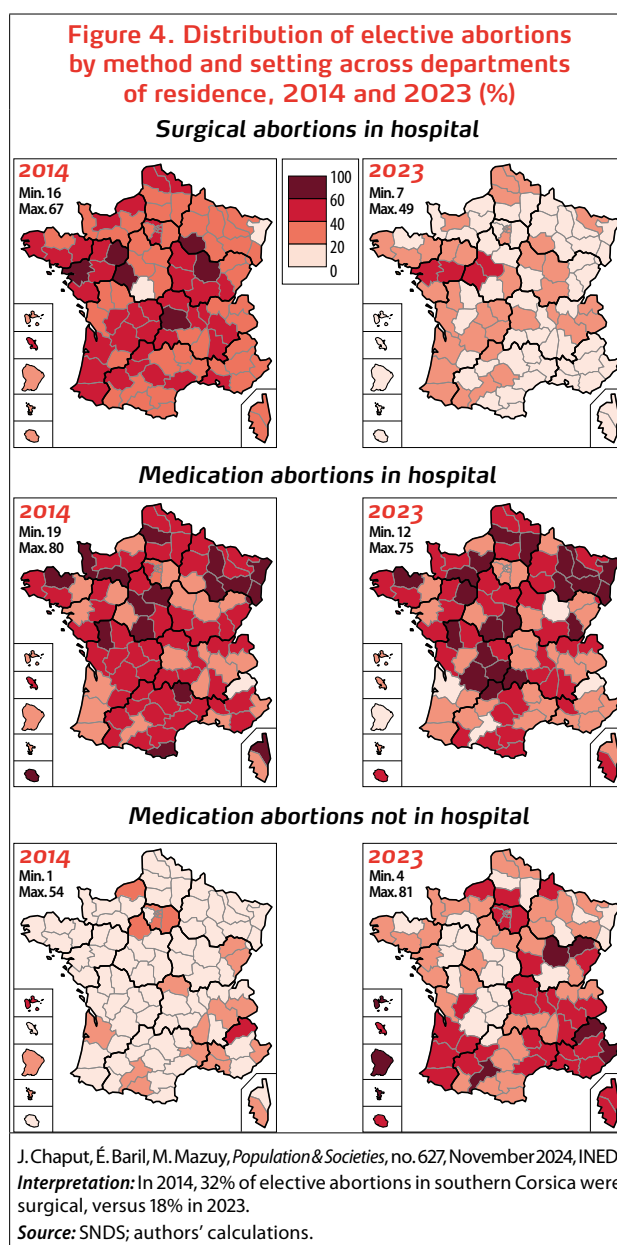 Figure 4. Distribution of elective abortions
by method and setting across departments
of residence, 2014 and 2023 (%)
Surgical abortions in hospital
2014
Min. 16
Max. 67
100
80
60
40
20
0
2023
Min. 7
Max. 49
Medication abortions in hospital
2014
Min. 19
Max. 80
2023
Min. 12
Max. 75
Medication abortions not in hospital
2014
Min. 1
Max. 54
2023
Min. 4
Max. 81
J. Chaput, É. Baril, M. Mazuy, Population & Societies, no. 627, November 2024, INED
Interpretation: In 2014, 32% of elective abortions in southern Corsica were
surgical, versus 18% in 2023.
Source: SNDS; authors' calculations.